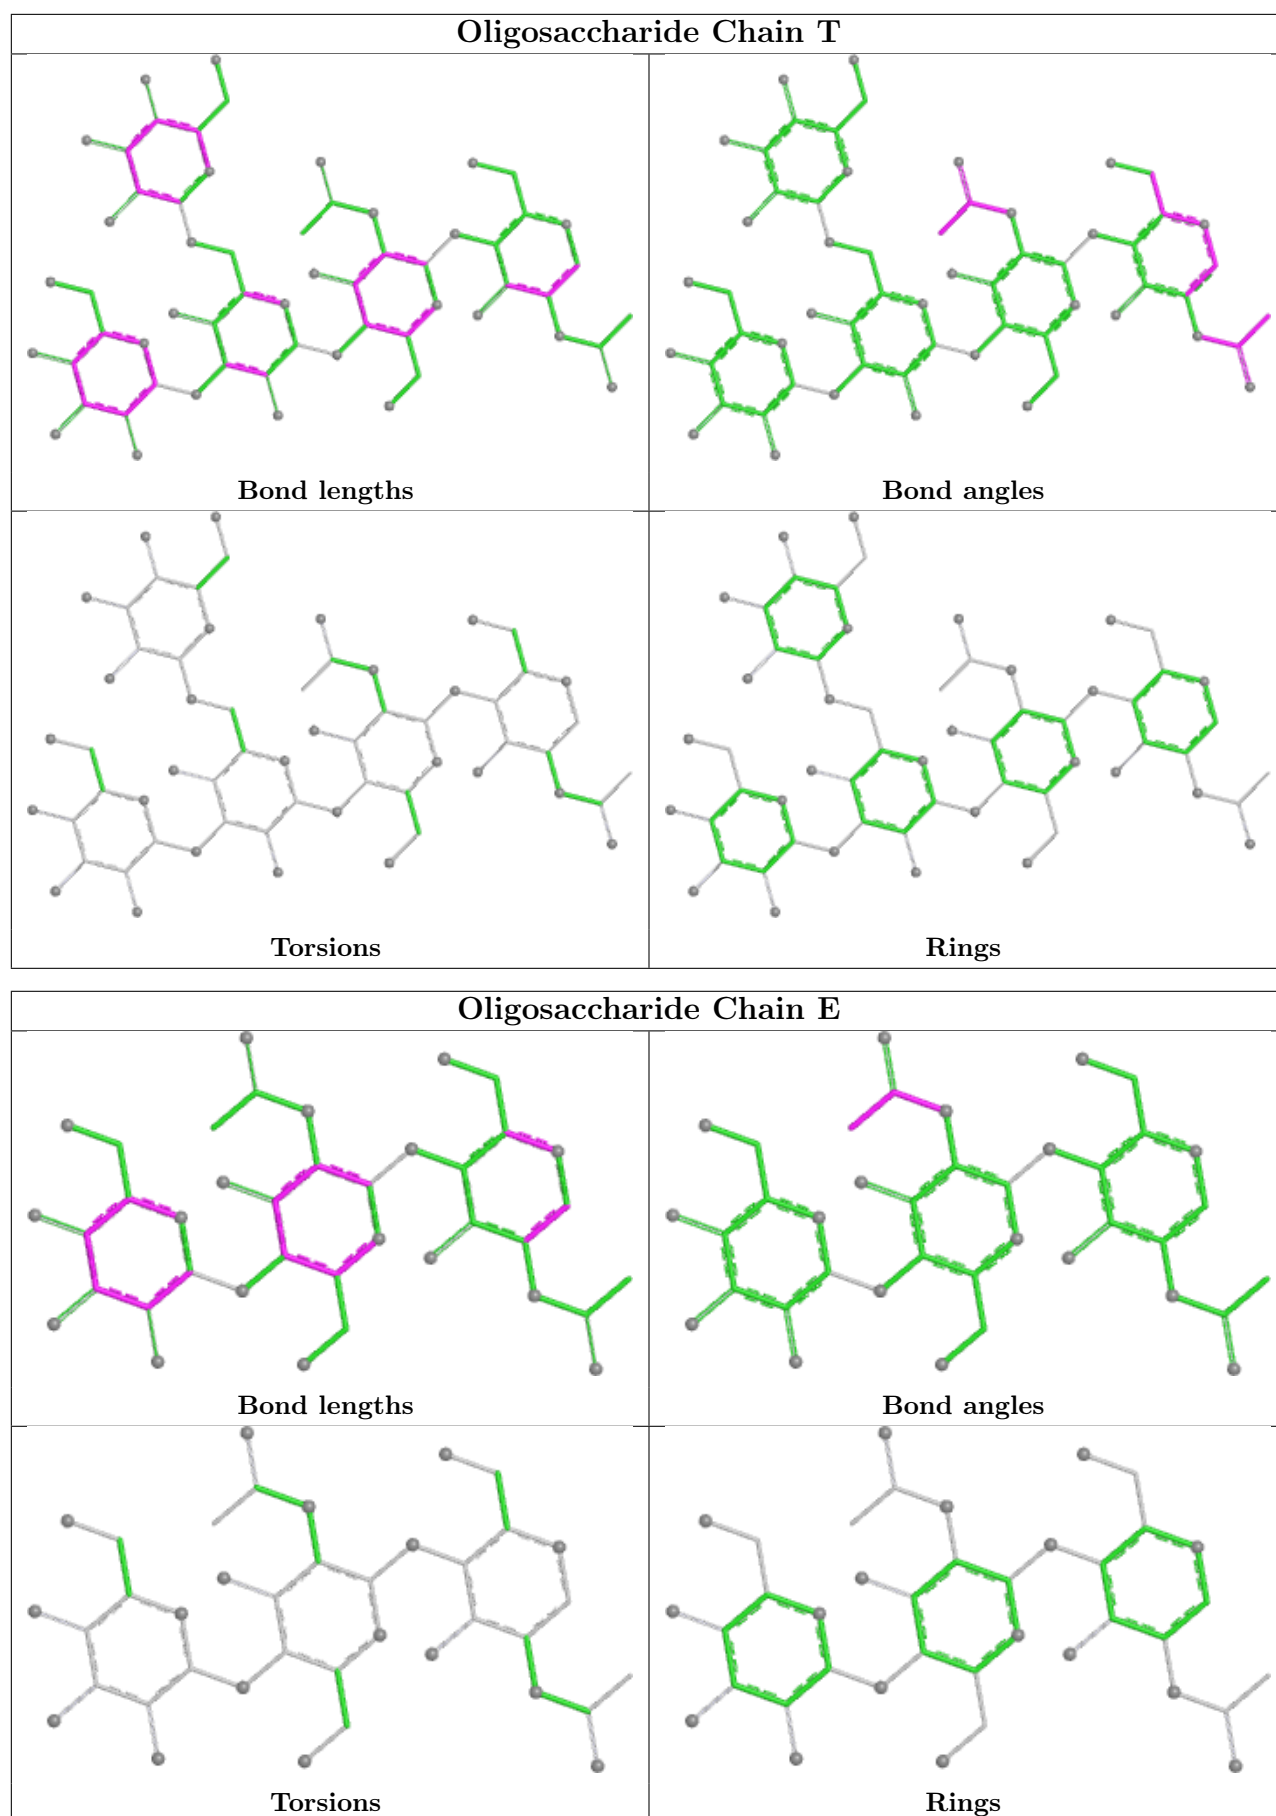 Oligosaccharide Chain T
Bond lengths
Bond angles
Torsions
Rings
Oligosaccharide Chain E
Bond lengths
Bond angles
Torsions
Rings